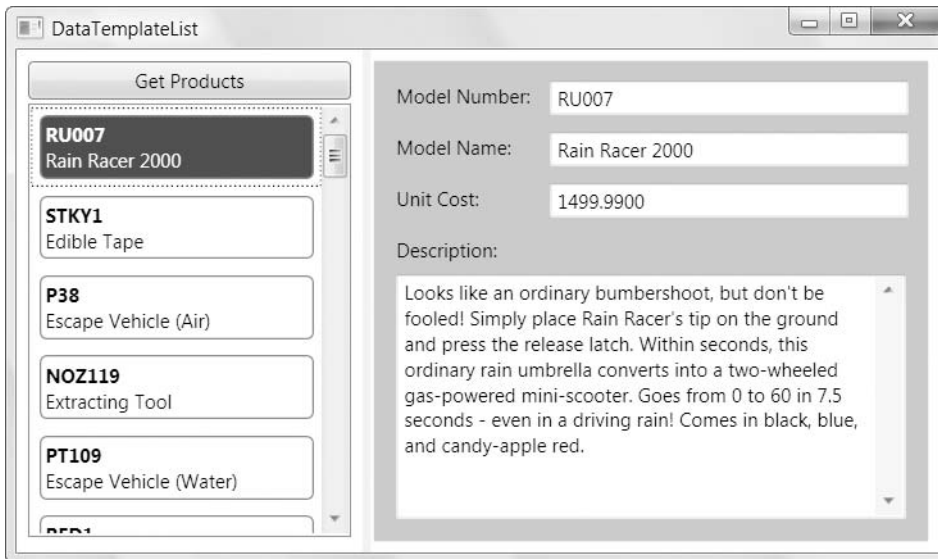 DataTemplateList
Get Products
RU007
Rain Racer 2000
STKY1
Edible Tape
P38
Escape Vehicle (Air)
NOZ119
Extracting Tool
PT109
Escape Vehicle (Water)
Model Number:
RU007
Model Name:
Rain Racer 2000
Unit Cost:
1499.9900
Description:
Looks like an ordinary bumbershoot, but don't be
fooled! Simply place Rain Racer's tip on the ground
and press the release latch. Within seconds, this
ordinary rain umbrella converts into a two-wheeled
gas-powered mini-scooter. Goes from 0 to 60 in 7.5
seconds - even in a driving rain! Comes in black, blue,
and candy-apple red.